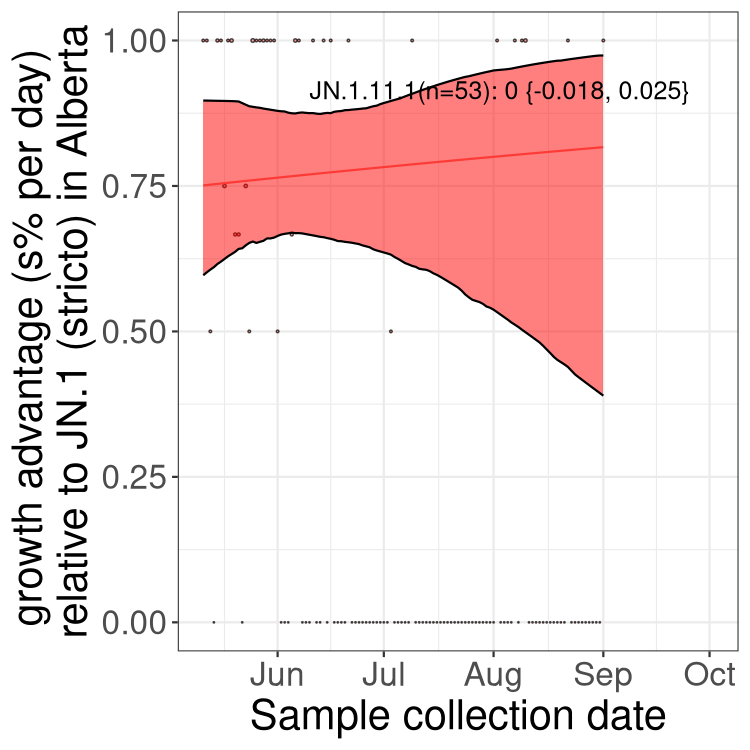 growth advantage (s% per day)
relative to JN.1 (stricto) in Alberta
1.00
0.75
0.50
0.25
0.00
JN.1.11.1(n=53): 0 {-0.018, 0.025}
Jun Jul Aug Sep Oct
Sample collection date